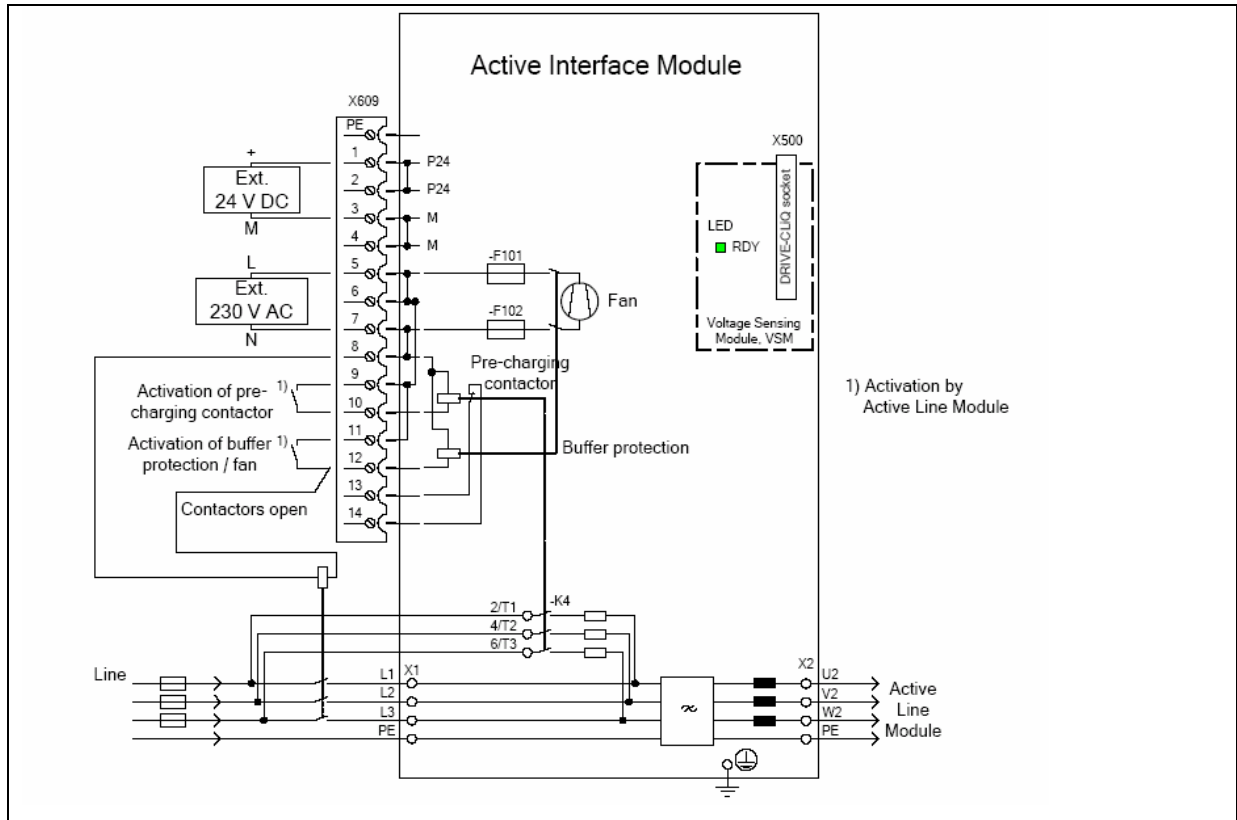 Active Interface Module
X609
X500
PE
1
P24
2
P24
3
M
4
M
5
6
7
8
9
10
11
12
13
14
+
Ext.
24 V DC
M
L
Ext.
230 V AC
N
-F101
-F102
Fan
LED
RDY
DRIVE-CLiQ socket
Voltage Sensing
Module, VSM
Pre-charging
contactor
Activation of pre-
charging contactor
1)
Activation of buffer
protection / fan
1)
Buffer protection
Contactors open
1) Activation by
Active Line Module
2/T1
-K4
4/T2
6/T3
Line
L1
X1
L2
L3
PE
X2
U2
V2
W2
PE
Active
Line
Module